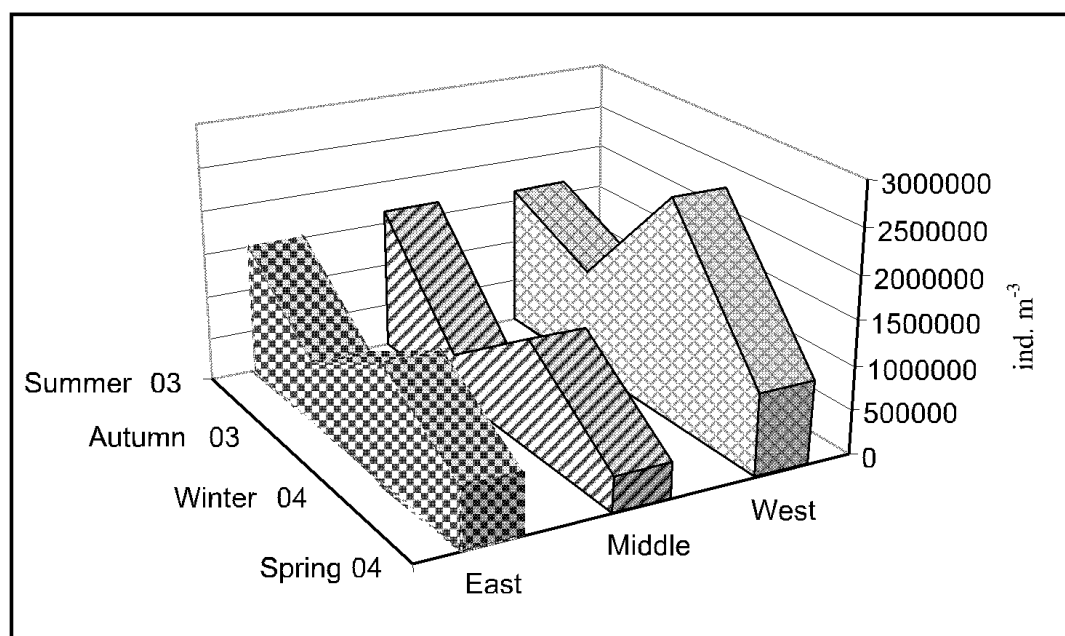 3000000
2500000
2000000
1500000
1000000
500000
0
ind. m⁻³
Summer 03
Autumn 03
Winter 04
Spring 04
East
Middle
West